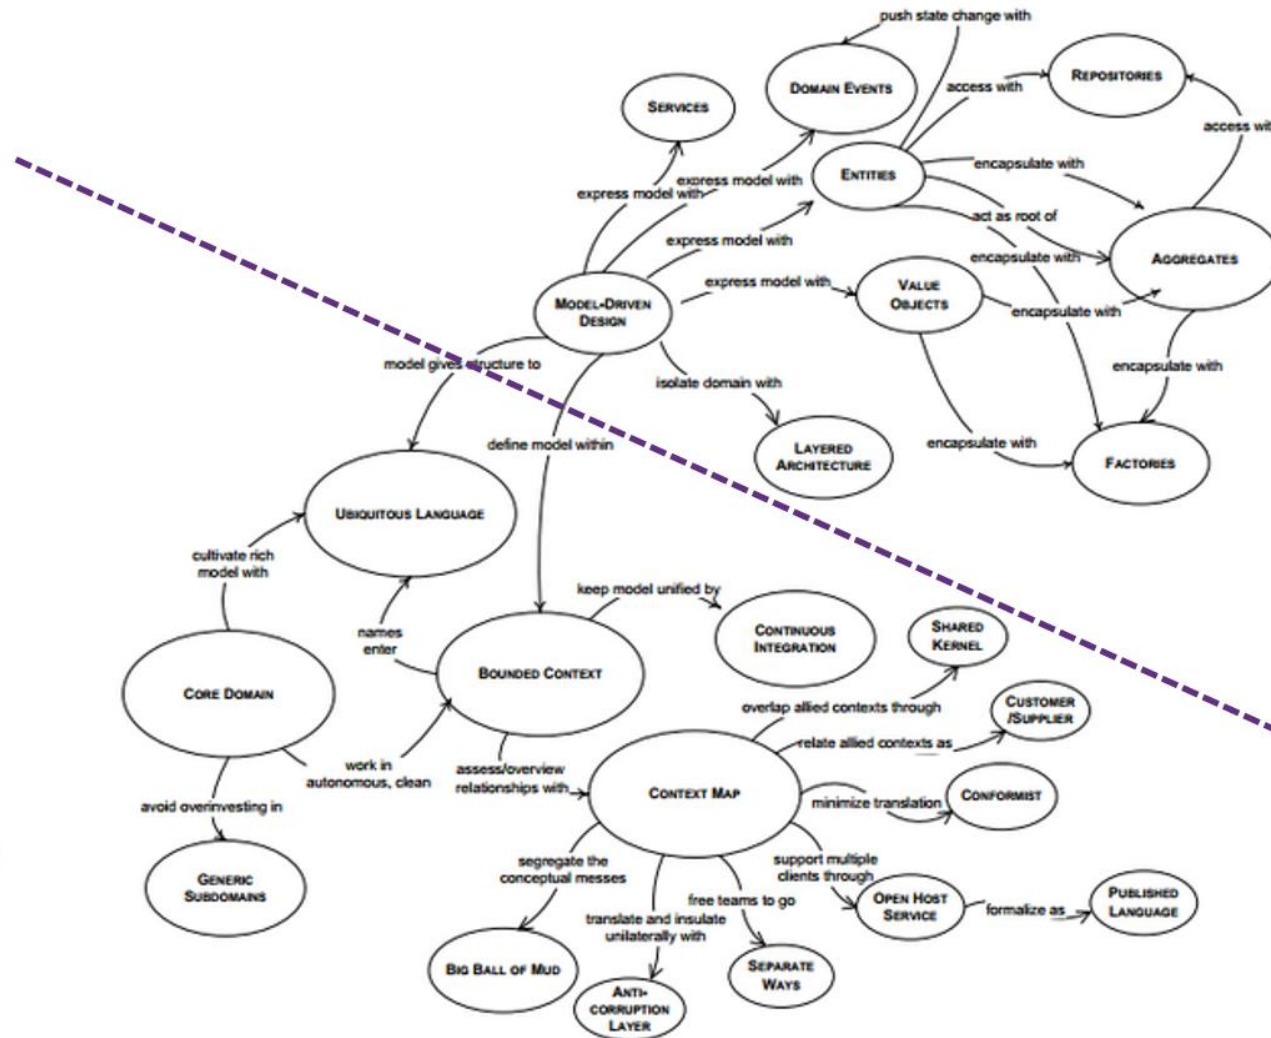 push state change with
DOMAIN EVENTS
REPOSITORIES
SERVICES
access with
access wit
ENTITIES
encapsulate with
express model with
express model with
act as root of
express model with
encapsulate with
AGGREGATES
express model with
VALUE
OBJECTS
encapsulate with
MODEL-DRIVEN
DESIGN
model gives structure to
isolate domain with
encapsulate with
define model within
encapsulate with
LAYERED
ARCHITECTURE
FACTORIES
UBIQUITOUS LANGUAGE
cultivate rich
model with
keep model unified by
names
enter
CONTINUOUS
INTEGRATION
SHARED
KERNEL
BOUNDED CONTEXT
CORE DOMAIN
overlap allied contexts through
CUSTOMER
/SUPPLIER
relate allied contexts as
work in
autonomous, clean
assess/overview
relationships with
CONTEXT MAP
minimize translation
CONFORMIST
avoid overinvesting in
segregate the
conceptual messes
support multiple
clients through
GENERIC
SUBDOMAINS
free teams to go
OPEN HOST
SERVICE
formalize as
PUBLISHED
LANGUAGE
translate and insulate
unilaterally with
BIG BALL OF MUD
SEPARATE
WAYS
ANTI-
CORRUPTION
LAYER